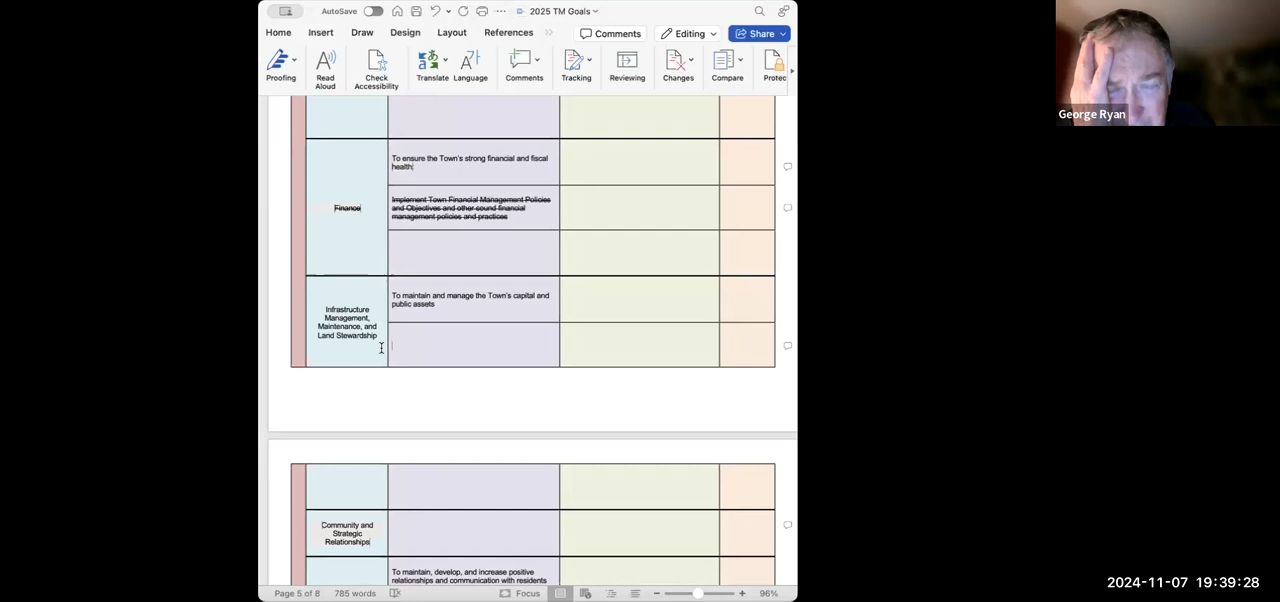 AutoSave
2025 TM Goals
Home Insert Draw Design Layout References
Comments Editing Share
Proofing
Read Aloud
Check Accessibility
Translate
Language
Comments
Tracking
Reviewing
Changes
Compare
Protec
George Ryan
To ensure the Town's strong financial and fiscal
health
Finance
Implement Town Financial Management Policies
and Objectives and other sound financial
management policies and practices
Infrastructure
Management,
Maintenance, and
Land Stewardship
To maintain and manage the Town's capital and
public assets
Community and
Strategic
Relationships
To maintain, develop, and increase positive
relationships and communication with residents
Page 5 of 8 785 words Focus 96%
2024-11-07 19:39:28